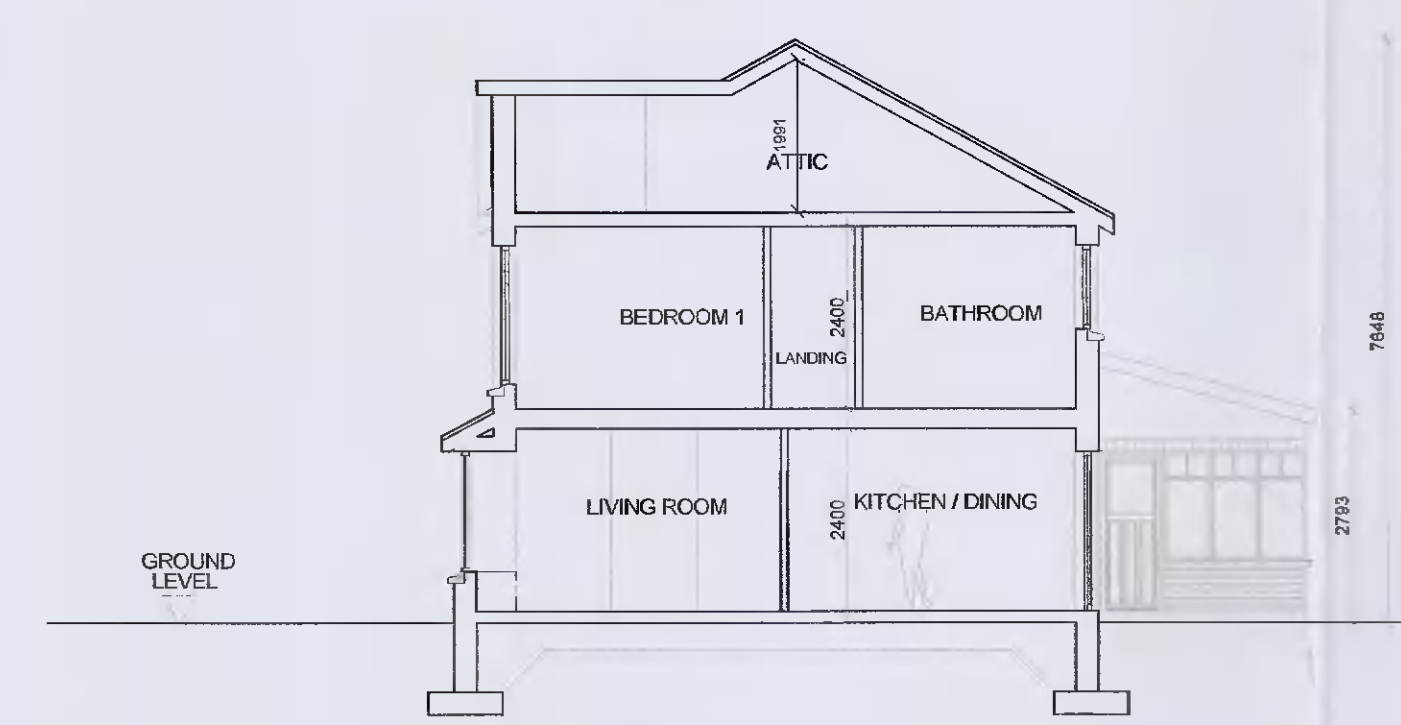 1991
ATTIC
BEDROOM 1
2400
BATHROOM
LANDING
7648
LIVING ROOM
2400
KITCHEN / DINING
2793
GROUND
LEVEL